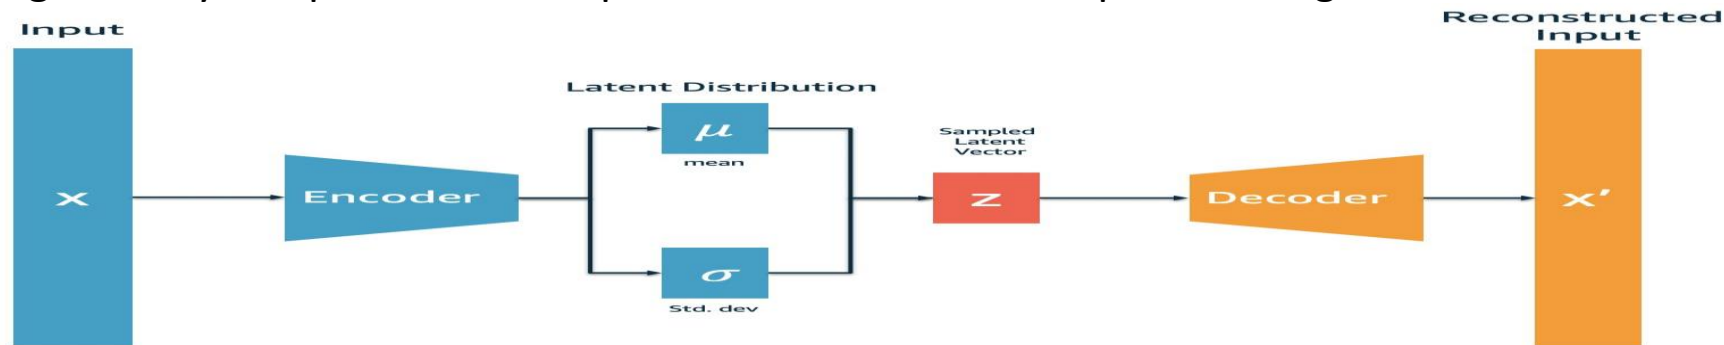 Input
x
Encoder
Latent Distribution
μ
mean
σ
Std. dev
Sampled
Latent
Vector
z
Decoder
Reconstructed
Input
x'